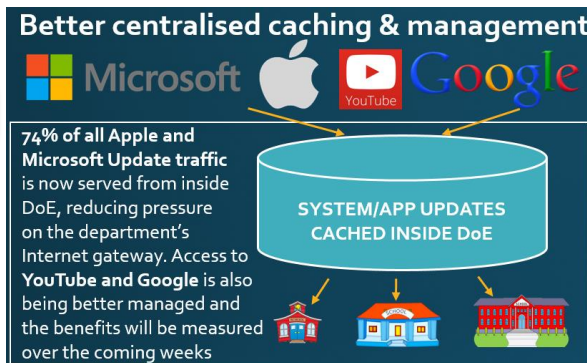 Better centralised caching & management
Microsoft
YouTube
Google
74% of all Apple and
Microsoft Update traffic
is now served from inside
DoE, reducing pressure
on the department's
Internet gateway. Access to
YouTube and Google is also
being better managed and
the benefits will be measured
over the coming weeks
SYSTEM/APP UPDATES
CACHED INSIDE DoE
SCHOOL